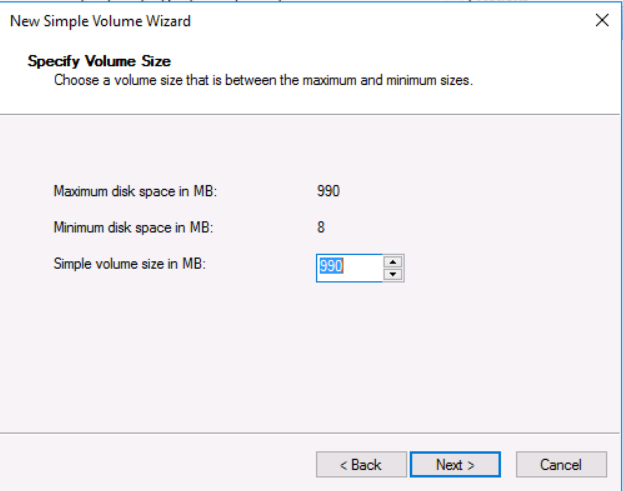 New Simple Volume Wizard
Specify Volume Size
Choose a volume size that is between the maximum and minimum sizes.
Maximum disk space in MB: 990
Minimum disk space in MB: 8
Simple volume size in MB: 990
< Back Next > Cancel